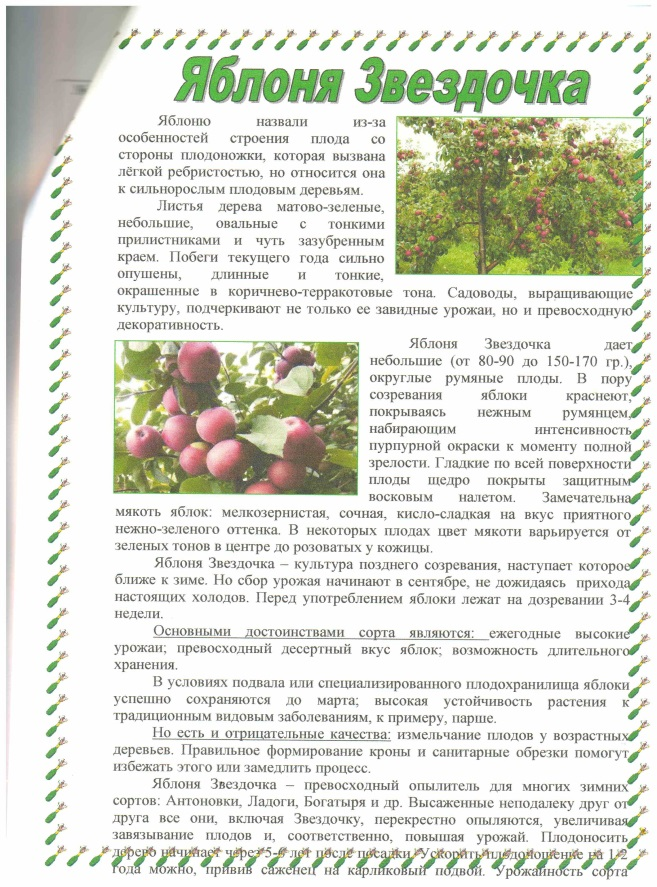 Яблоня Звездочка
Яблоню назвали из-за
особенностей строения плода со
стороны плодоножки, которая вызвана
лёгкой ребристостью, но относится она
к сильнорослым плодовым деревьям.
Листья дерева матово-зеленые,
небольшие, овальные с тонкими
прилистниками и чуть зазубренным
краем. Побеги текущего года сильно
опушены, длинные и тонкие,
окрашенные в коричнево-терракотовые тона. Садоводы, выращивающие
культуру, подчеркивают не только ее завидные урожаи, но и превосходную
декоративность.
Яблоня Звездочка дает
небольшие (от 80-90 до 150-170 гр.),
округлые румяные плоды. В пору
созревания яблоки краснеют,
покрываясь нежным румянцем,
набирающим интенсивность
пурпурной окраски к моменту полной
зрелости. Гладкие по всей поверхности
плоды щедро покрыты защитным
восковым налетом. Замечательна
мякоть яблок: мелкозернистая, сочная, кисло-сладкая на вкус приятного
нежно-зеленого оттенка. В некоторых плодах цвет мякоти варьируется от
зеленых тонов в центре до розоватых у кожицы.
Яблоня Звездочка – культура позднего созревания, наступает которое
ближе к зиме. Но сбор урожая начинают в сентябре, не дожидаясь прихода
настоящих холодов. Перед употреблением яблоки лежат на дозревании 3-4
недели.
Основными достоинствами сорта являются: ежегодные высокие
урожаи; превосходный десертный вкус яблок; возможность длительного
хранения.
В условиях подвала или специализированного плодохранилища яблоки
успешно сохраняются до марта; высокая устойчивость растения к
традиционным видовым заболеваниям, к примеру, парше.
Но есть и отрицательные качества: измельчание плодов у возрастных
деревьев. Правильное формирование кроны и санитарные обрезки помогут
избежать этого или замедлить процесс.
Яблоня Звездочка – превосходный опылитель для многих зимних
сортов: Антоновки, Ладоги, Богатыря и др. Высаженные неподалеку друг от
друга все они, включая Звездочку, перекрестно опыляются, увеличивая
завязывание плодов и, соответственно, повышая урожай. Плодоносить
дерево начинает через 5-6 лет после посадки. Ускорить плодоношение на 1-2
года можно, привив саженец на карликовый подвой. Урожайность сорта